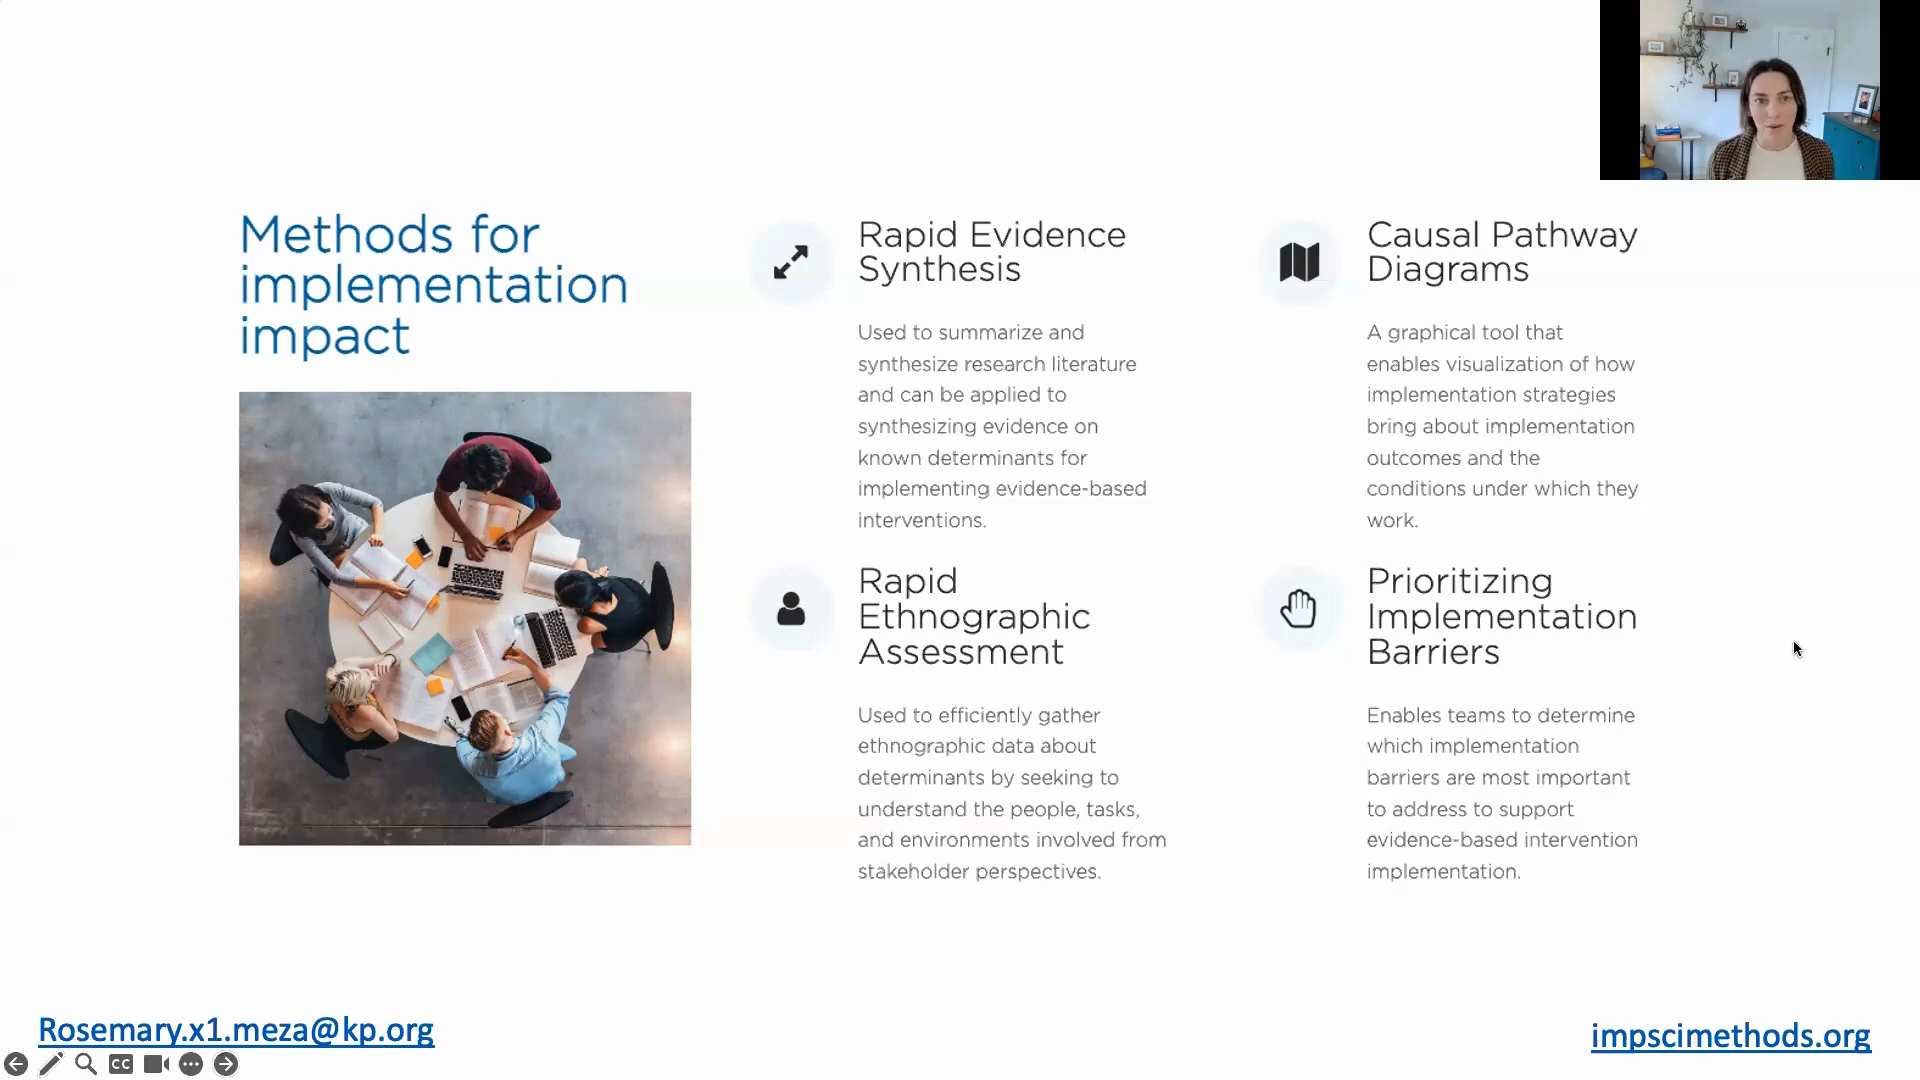 Methods for
implementation
impact
Rapid Evidence
Synthesis
Used to summarize and
synthesize research literature
and can be applied to
synthesizing evidence on
known determinants for
implementing evidence-based
interventions.
Causal Pathway
Diagrams
A graphical tool that
enables visualization of how
implementation strategies
bring about implementation
outcomes and the
conditions under which they
work.
Rapid
Ethnographic
Assessment
Used to efficiently gather
ethnographic data about
determinants by seeking to
understand the people, tasks,
and environments involved from
stakeholder perspectives.
Prioritizing
Implementation
Barriers
Enables teams to determine
which implementation
barriers are most important
to address to support
evidence-based intervention
implementation.
Rosemary.x1.meza@kp.org
impscimethods.org
CC